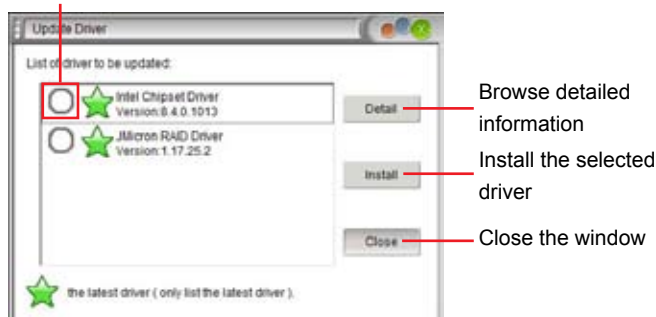 Update Driver
List of driver to be updated:
Intel Chipset Driver
Version:8.4.0.1013
JMicron RAID Driver
Version:1.17.25.2
Detail
Install
Close
the latest driver ( only list the latest driver ).
Browse detailed
information
Install the selected
driver
Close the window